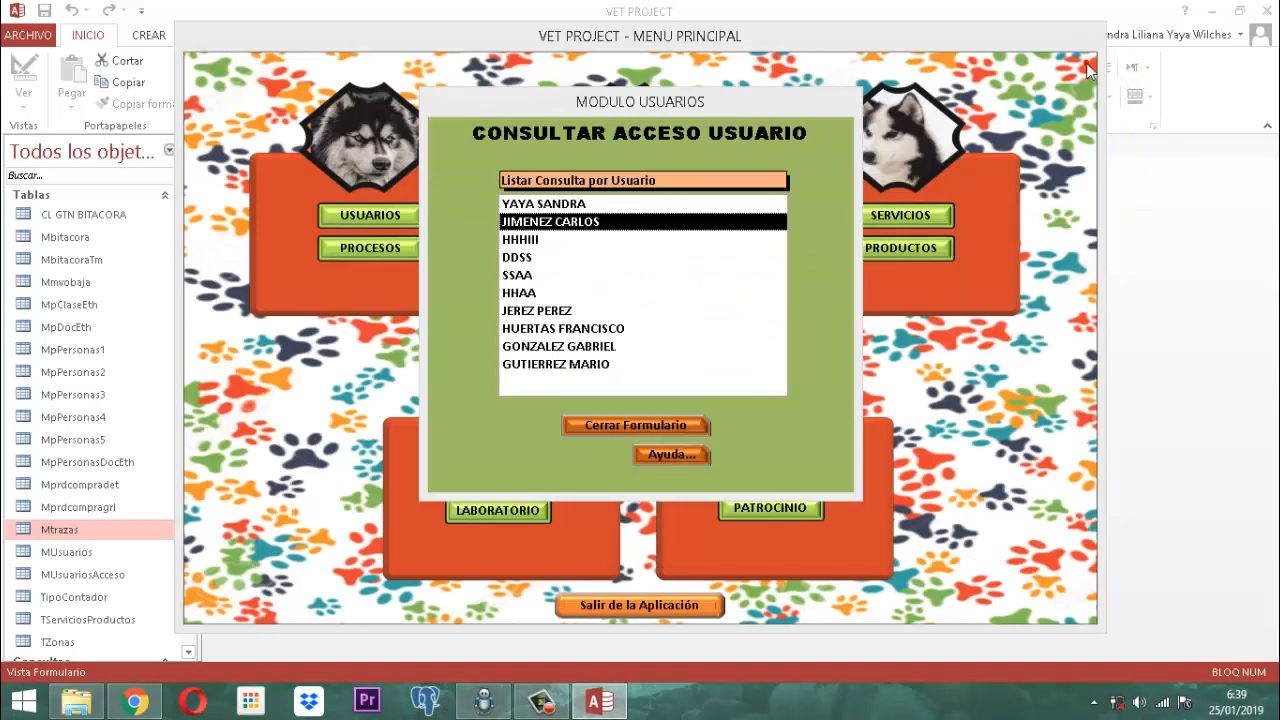 VET PROJECT
ARCHIVO
INICIO
CREAR
ndra Liliana Yaya Wilches
Ver
Pegar
Cortar
Copiar
Copiar forma
Vistas
Portapapeles
Todos los objet...
Buscar...
Tablas
CL GTN BITACORA
Mbitacora
MbitacoraTm
Mmvobaja
MpClaseEth
MpDocEth
MpPersonas1
MpPersonas2
MpPersonas3
MpPersonas4
MpPersonas5
MpPersonasDocEth
Mprdcompradet
Mprdcompragrl
Mtrazas
MUsuarios
MUsuariosAcceso
TipoContador
TServiciosProductos
TZonas
VET PROJECT - MENU PRINCIPAL
USUARIOS
PROCESOS
SERVICIOS
PRODUCTOS
MODULO USUARIOS
CONSULTAR ACCESO USUARIO
Listar Consulta por Usuario
YAYA SANDRA
JIMENEZ CARLOS
HHHIII
DDSS
SSAA
HHAA
JEREZ PEREZ
HUERTAS FRANCISCO
GONZALEZ GABRIEL
GUTIERREZ MARIO
Cerrar Formulario
Ayuda...
LABORATORIO
PATROCINIO
Salir de la Aplicación
Vista Formulario
BLOQ NUM
Pr
6:39
25/01/2019